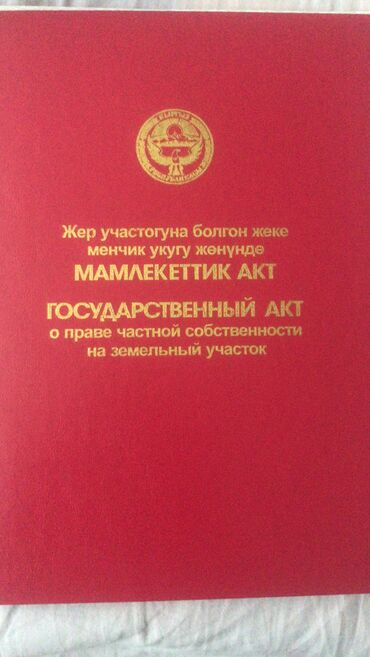 Жер участогуна болгон жеке
менчик укугу жөнүндө
МАМЛЕКЕТТИК АКТ
ГОСУДАРСТВЕННЫЙ АКТ
о праве частной собственности
на земельный участок